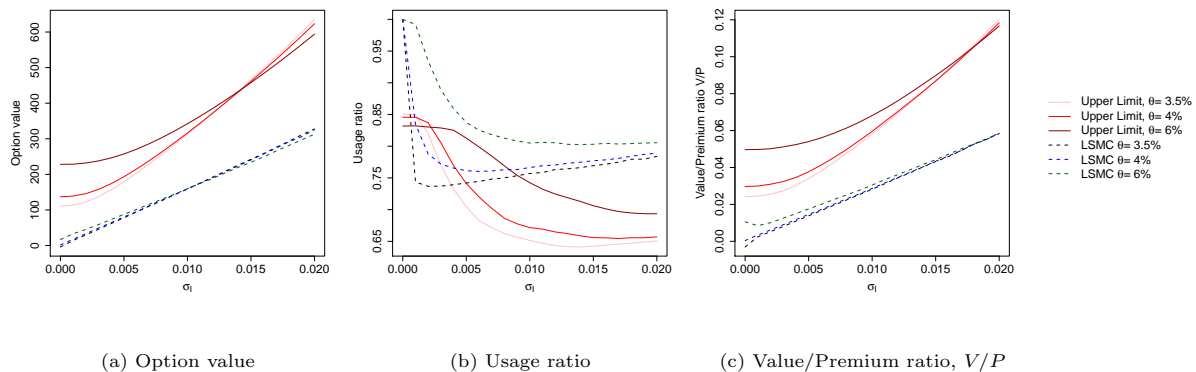 Option value
0 100 200 300 400 500 600
0.000 0.005 0.010 0.015 0.020
σI
(a) Option value
Usage ratio
0.65 0.75 0.85 0.95
0.000 0.005 0.010 0.015 0.020
σI
(b) Usage ratio
Value/Preimium ratio V/P
0.00 0.02 0.04 0.06 0.08 0.10 0.12
0.000 0.005 0.010 0.015 0.020
σI
(c) Value/Premium ratio, V/P
Upper Limit, θ= 3.5%
Upper Limit, θ= 4%
Upper Limit, θ= 6%
LSMC θ= 3.5%
LSMC θ= 4%
LSMC θ= 6%